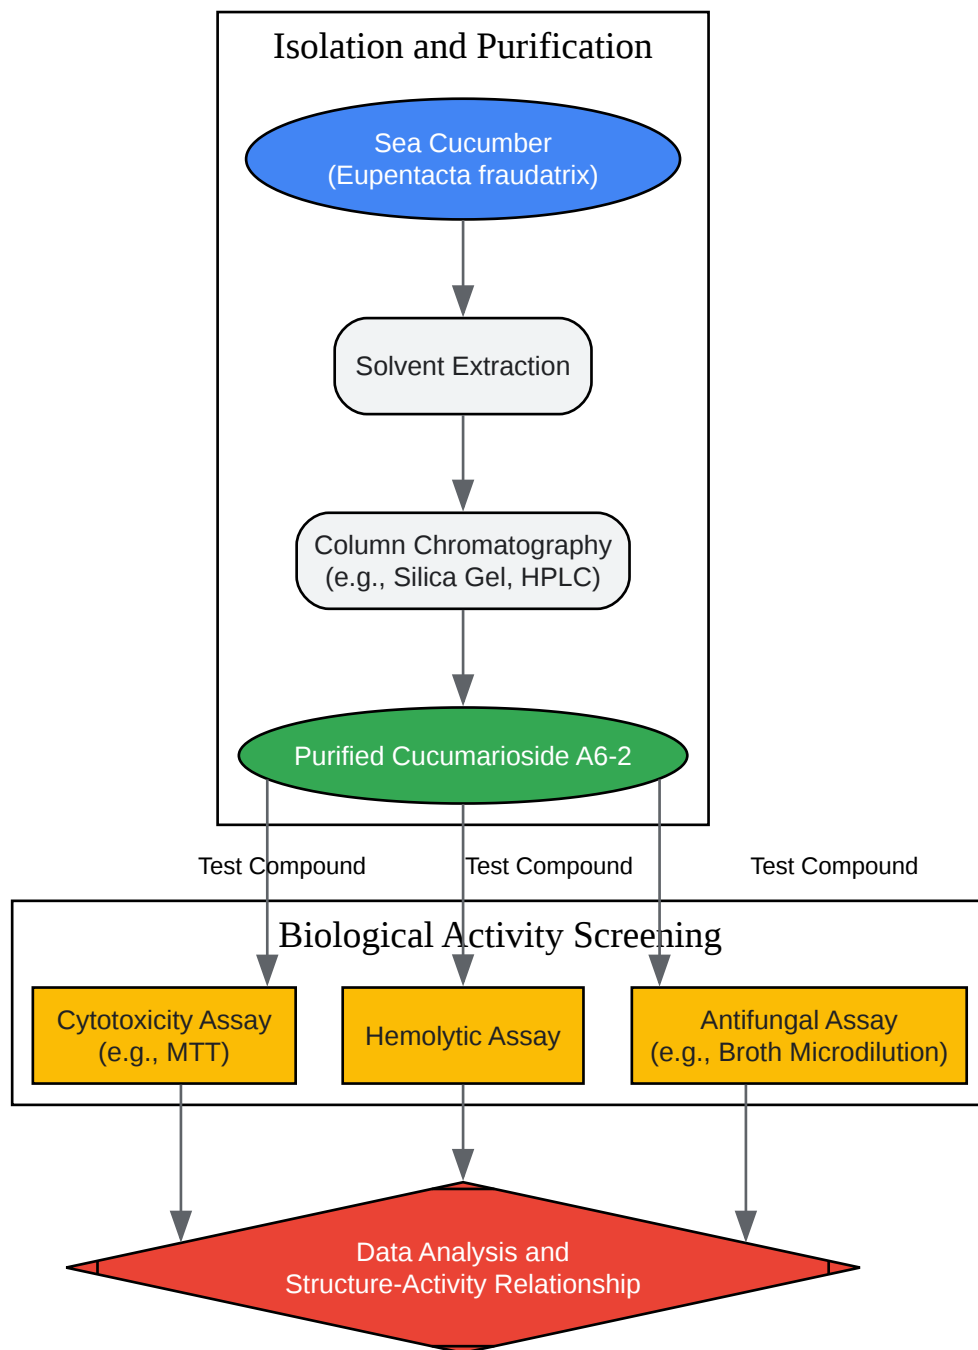 Isolation and Purification
Sea Cucumber
(Eupentacta fraudatrix)
Solvent Extraction
Column Chromatography
(e.g., Silica Gel, HPLC)
Purified Cucumarioside A6-2
Test Compound
Test Compound
Test Compound
Biological Activity Screening
Cytotoxicity Assay
(e.g., MTT)
Hemolytic Assay
Antifungal Assay
(e.g., Broth Microdilution)
Data Analysis and
Structure-Activity Relationship